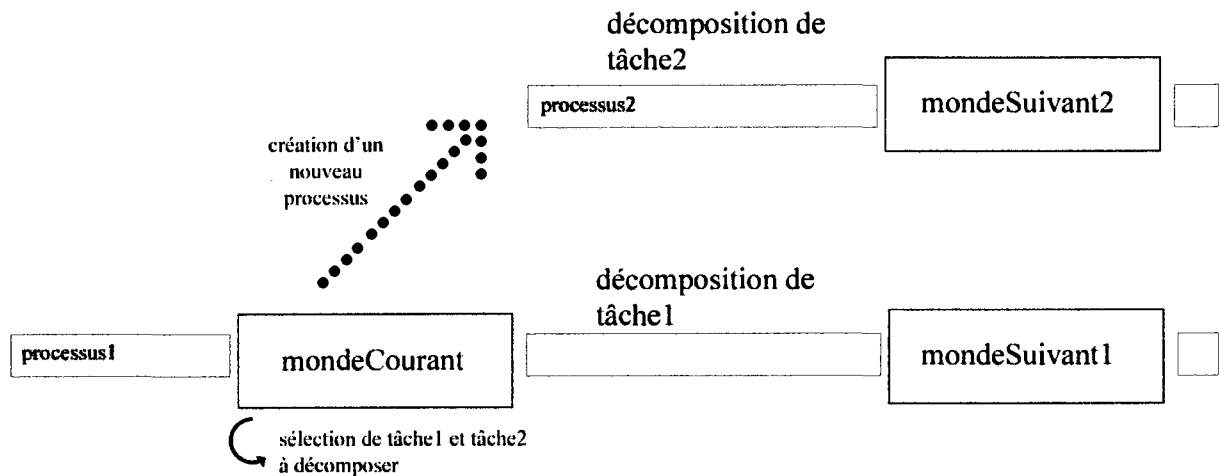 décomposition de
tâche2
processus2
mondeSuivant2
création d'un
nouveau
processus
décomposition de
tâche1
processus1
mondeCourant
mondeSuivant1
sélection de tâche1 et tâche2
à décomposer